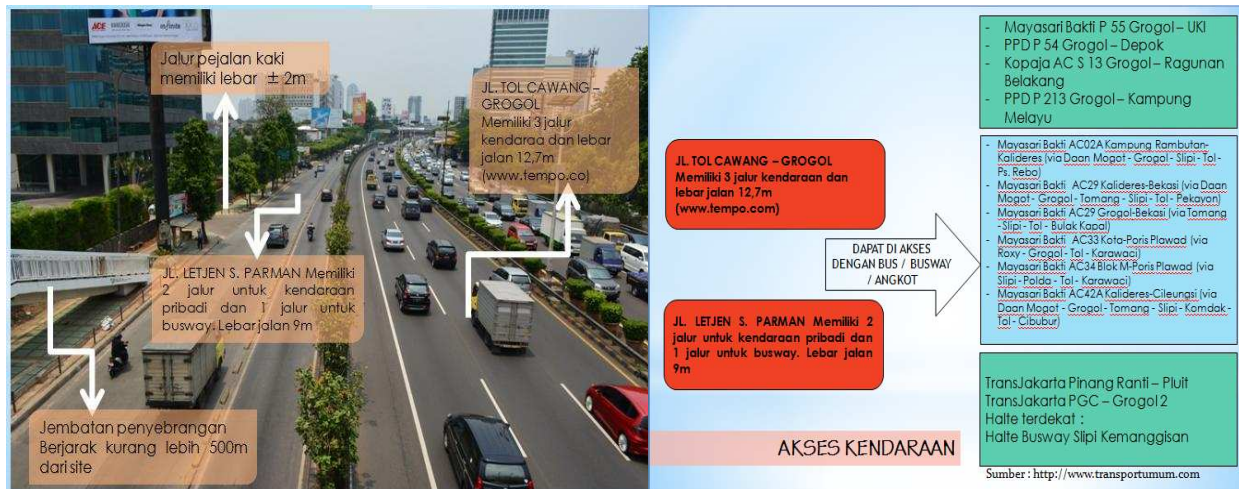 ACE
enfinite
Jalur pejalan kaki
memiliki lebar ± 2m
JL. TOL CAWANG –
GROGOL
Memiliki 3 jalur
kendaraa dan lebar
jalan 12,7m
(www.tempo.co)
JL. LETJEN S. PARMAN Memiliki
2 jalur untuk kendaraan
pribadi dan 1 jalur untuk
busway. Lebar jalan 9m
Jembatan penyebrangan
Berjarak kurang lebih 500m
dari site
JL. TOL CAWANG – GROGOL
Memiliki 3 jalur kendaraan dan
lebar jalan 12,7m
(www.tempo.com)
JL. LETJEN S. PARMAN Memiliki 2
jalur untuk kendaraan pribadi dan
1 jalur untuk busway. Lebar jalan
9m
DAPAT DI AKSES
DENGAN BUS / BUSWAY
/ ANGKOT
AKSES KENDARAAN
- Mayasari Bakti P 55 Grogol – UKI
- PPD P 54 Grogol – Depok
- Kopaja AC S 13 Grogol – Ragunan
Belakang
- PPD P 213 Grogol – Kampung
Melayu
- Mayasari Bakti AC02A Kampung Rambutan-
Kalideres (via Daan Mogot - Grogol - Slipi - Tol -
Ps. Rebo)
- Mayasari Bakti AC29 Kalideres-Bekasi (via Daan
Mogot - Grogol - Tomang - Slipi - Tol - Pekayon)
- Mayasari Bakti AC29 Grogol-Bekasi (via Tomang
- Slipi - Tol - Bulak Kapal)
- Mayasari Bakti AC33 Kota-Poris Plawad (via
Roxy - Grogol - Tol - Karawaci)
- Mayasari Bakti AC34 Blok M-Poris Plawad (via
Slipi - Polda - Tol - Karawaci)
- Mayasari Bakti AC42A Kalideres-Cileungsi (via
Daan Mogot - Grogol - Tomang - Slipi - Komdak -
Tol - Cibubur)
TransJakarta Pinang Ranti – Pluit
TransJakarta PGC – Grogol 2
Halte terdekat :
Halte Busway Slipi Kemanggisan
Sumber : http://www.transportumum.com